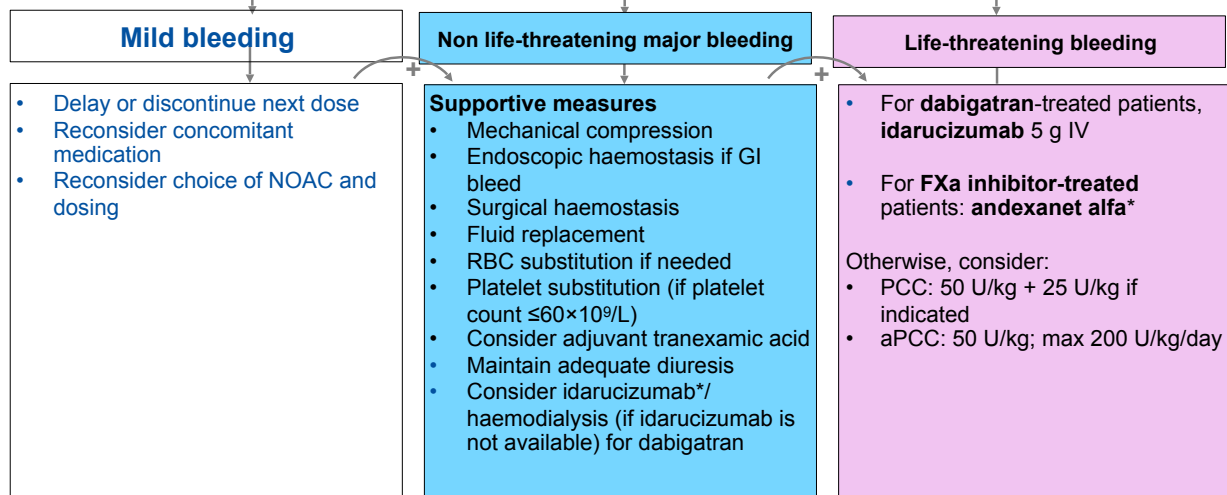 Mild bleeding
Non life-threatening major bleeding
Life-threatening bleeding
+
+
• Delay or discontinue next dose
• Reconsider concomitant
medication
• Reconsider choice of NOAC and
dosing
Supportive measures
• Mechanical compression
• Endoscopic haemostasis if GI
bleed
• Surgical haemostasis
• Fluid replacement
• RBC substitution if needed
• Platelet substitution (if platelet
count ≤60×10⁹/L)
• Consider adjuvant tranexamic acid
• Maintain adequate diuresis
• Consider idarucizumab*/
haemodialysis (if idarucizumab is
not available) for dabigatran
• For dabigatran-treated patients,
idarucizumab 5 g IV
• For FXa inhibitor-treated
patients: andexanet alfa*
Otherwise, consider:
• PCC: 50 U/kg + 25 U/kg if
indicated
• aPCC: 50 U/kg; max 200 U/kg/day